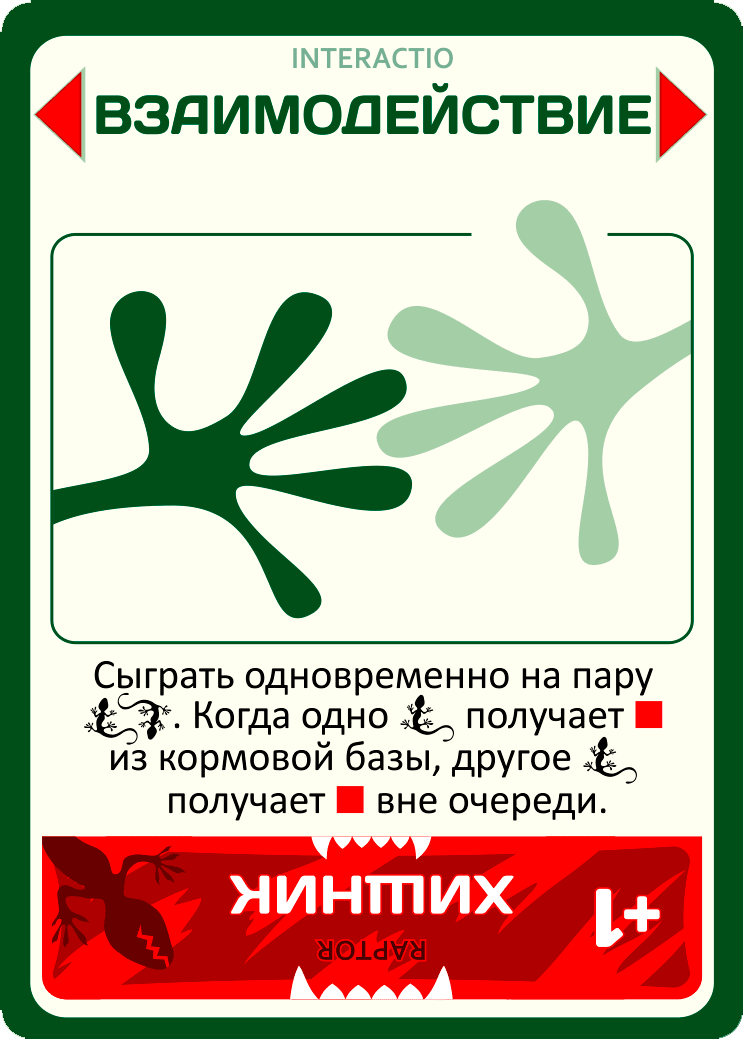 INTERACTIO
ВЗАИМОДЕЙСТВИЕ
Сыграть одновременно на пару
. Когда одно получает
из кормовой базы, другое
получает вне очереди.
ХИЩНИК
+1
RAPTOR